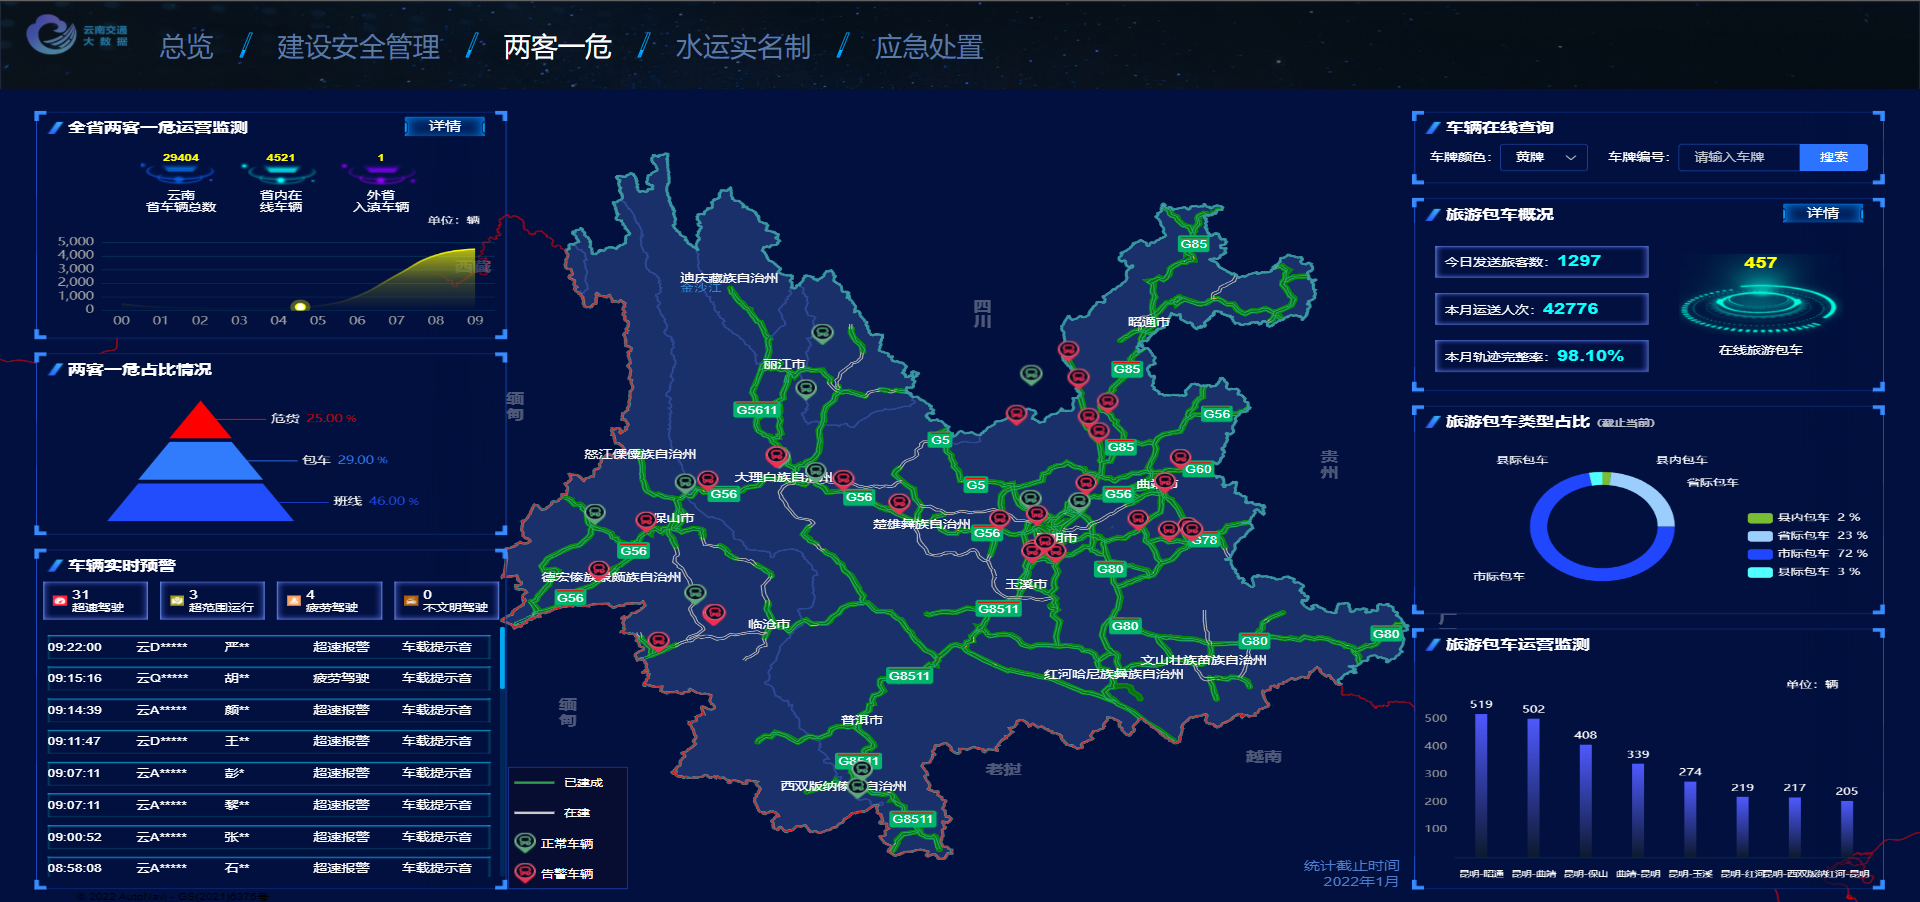 云南交通
大数据
总览 / 建设安全管理 / 两客一危 / 水运实名制 / 应急处置
全省两客一危运营监测
详情
29404 4521 1
云南
省车辆总数
省内在
线车辆
外省
入滇车辆
单位：辆
5,000
4,000
3,000
2,000
1,000
0
00 01 02 03 04 05 06 07 08 09
两客一危占比情况
危货 25.00 %
包车 29.00 %
班线 46.00 %
车辆实时预警
31
超速驾驶
3
超范围运行
4
疲劳驾驶
0
不文明驾驶
09:22:00 云D***** 严** 超速报警 车载提示音
09:15:16 云Q***** 胡** 疲劳驾驶 车载提示音
09:14:39 云A***** 颜** 超速报警 车载提示音
09:11:47 云D***** 王** 超速报警 车载提示音
09:07:11 云A***** 彭* 超速报警 车载提示音
09:07:11 云A***** 黎** 超速报警 车载提示音
09:00:52 云A***** 张** 超速报警 车载提示音
08:58:08 云A***** 石** 超速报警 车载提示音
西藏
四川
贵州
缅甸
缅甸
老挝
越南
广
迪庆藏族自治州
金沙江
丽江市
昭通市
怒江傈僳族自治州
大理白族自治州
保山市
楚雄彝族自治州
德宏傣族景颇族自治州
临沧市
玉溪市
文山壮族苗族自治州
红河哈尼族彝族自治州
普洱市
西双版纳傣 自治州
曲 市
明市
G85
G85
G56
G5611
G5
G85
G60
G5
G56
G56
G56
G56
G78
G56
G80
G56
G8511
G80
G80
G80
G8511
G8511
G8511
已建成
在建
正常车辆
告警车辆
统计截止时间
2022年1月
车辆在线查询
车牌颜色： 黄牌 车牌编号： 请输入车牌 搜索
旅游包车概况
详情
今日发送旅客数： 1297
本月运送人次： 42776
本月轨迹完整率： 98.10%
457
在线旅游包车
旅游包车类型占比 (截止当前)
县际包车
县内包车
省际包车
市际包车
县内包车 2 %
省际包车 23 %
市际包车 72 %
县际包车 3 %
旅游包车运营监测
单位：辆
500
400
300
200
100
519 502 408 339 274 219 217 205
昆明-昭通 昆明-曲靖 昆明-保山 曲靖-昆明 昆明-玉溪 昆明-红河 昆明-西双版纳 红河-昆明